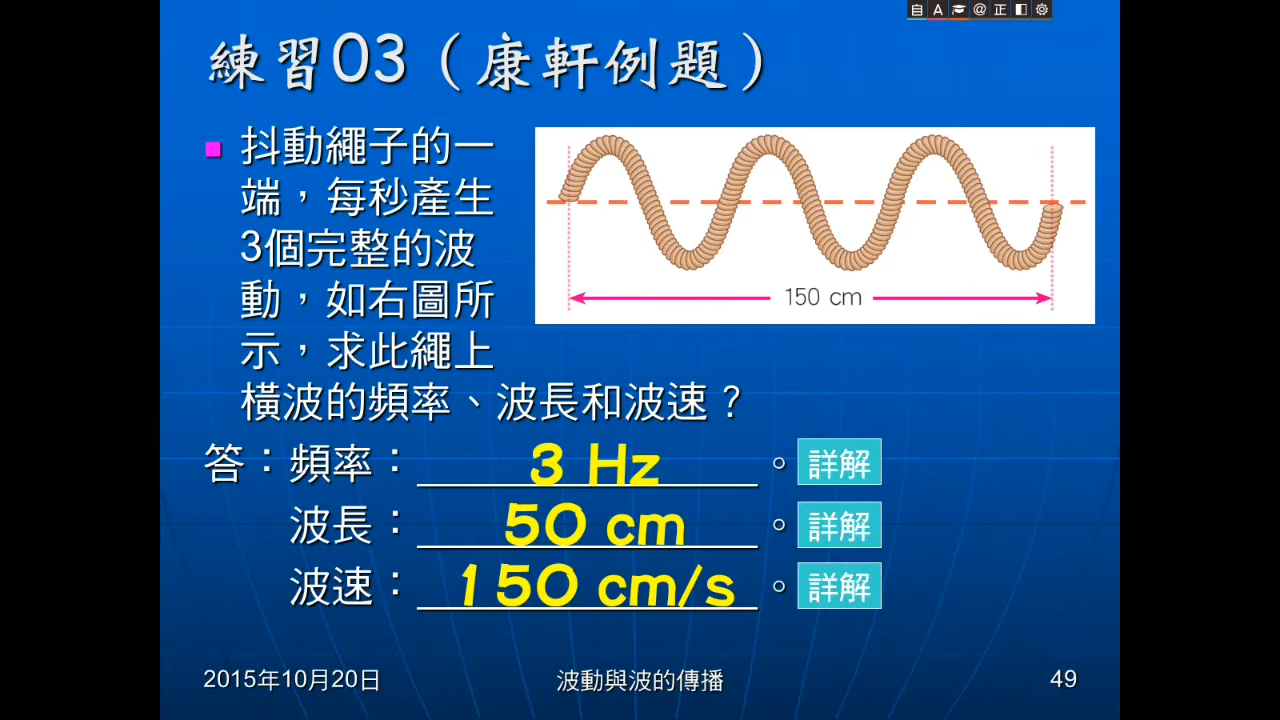 自 A @ 正
練習03（康軒例題）
抖動繩子的一
端，每秒產生
3個完整的波
動，如右圖所
示，求此繩上
橫波的頻率、波長和波速？
150 cm
答：頻率：3 Hz。詳解
波長：50 cm。詳解
波速：150 cm/s。詳解
2015年10月20日 波動與波的傳播 49